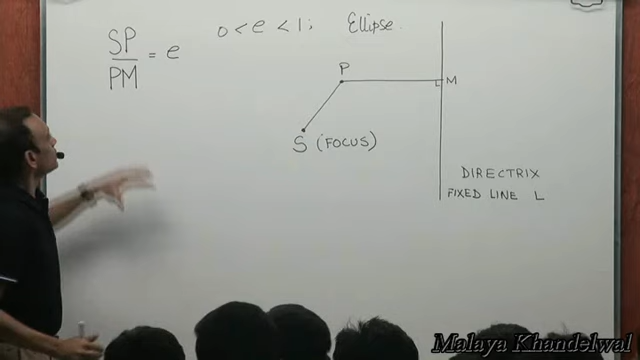 SP
PM
= e
0 < e < 1 ; Ellipse.
P
M
S (FOCUS)
DIRECTRIX
FIXED LINE L
Malaya Khandelwal